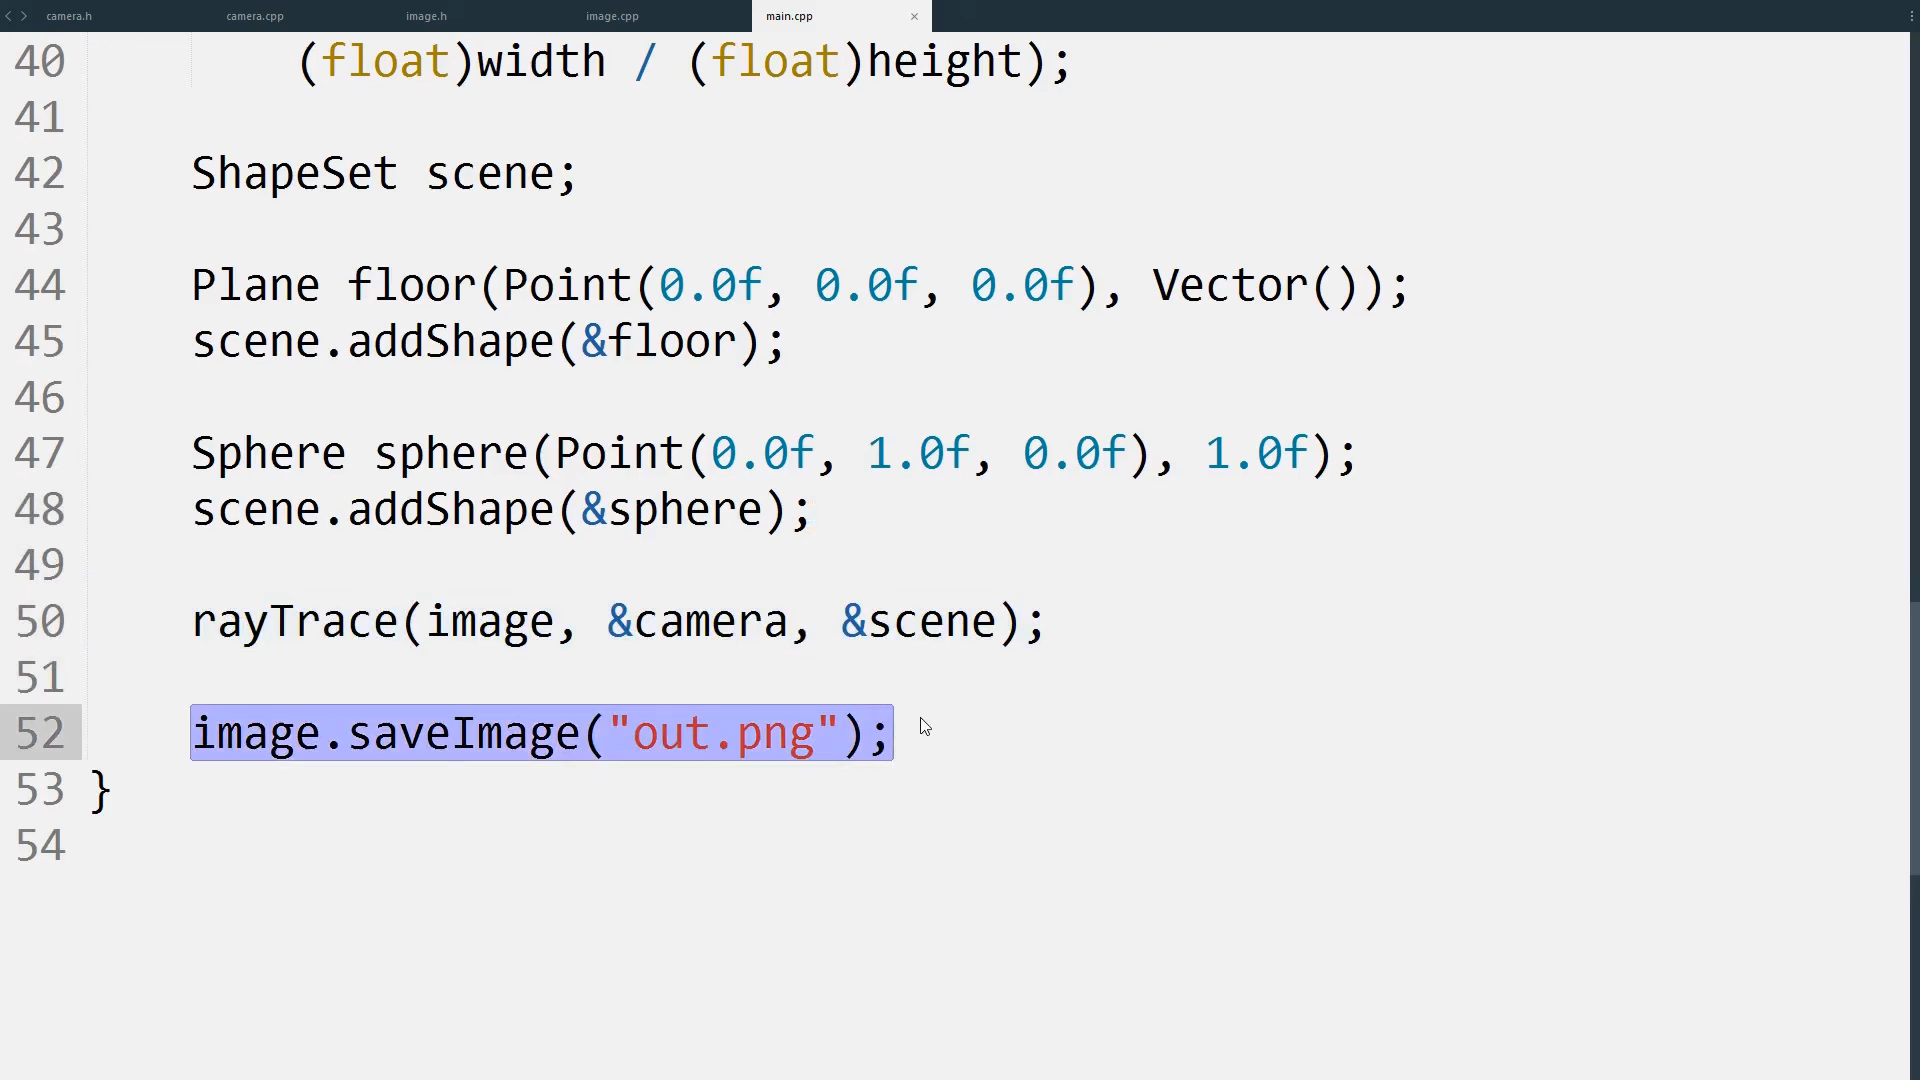 camera.h camera.cpp image.h image.cpp main.cpp ×
40 (float)width / (float)height);
41
42 ShapeSet scene;
43
44 Plane floor(Point(0.0f, 0.0f, 0.0f), Vector());
45 scene.addShape(&floor);
46
47 Sphere sphere(Point(0.0f, 1.0f, 0.0f), 1.0f);
48 scene.addShape(&sphere);
49
50 rayTrace(image, &camera, &scene);
51
52 image.saveImage("out.png");
53 }
54